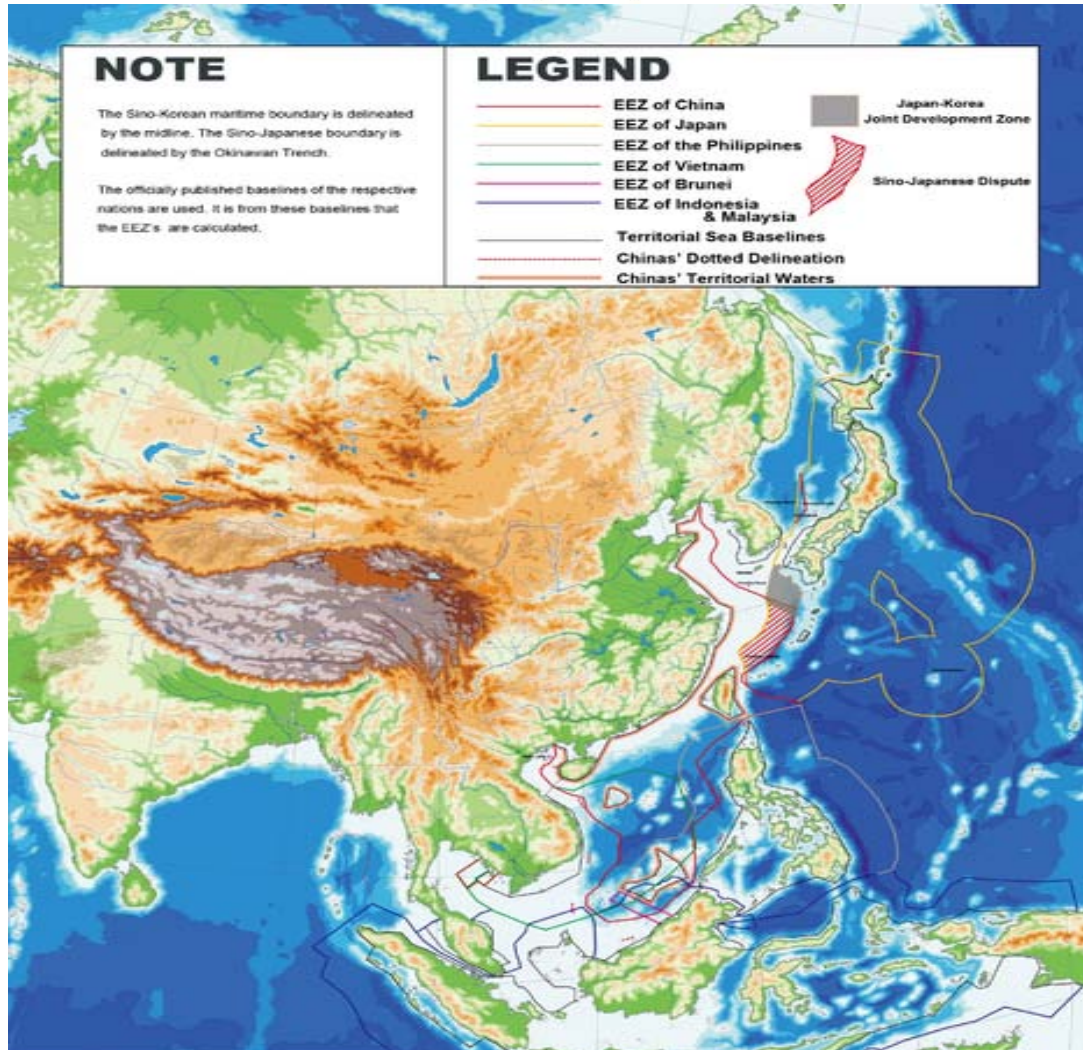 NOTE
The Sino-Korean maritime boundary is delineated
by the midline. The Sino-Japanese boundary is
delineated by the Okinawan Trench.
The officially published baselines of the respective
nations are used. It is from these baselines that
the EEZ's are calculated.
LEGEND
EEZ of China
EEZ of Japan
EEZ of the Philippines
EEZ of Vietnam
EEZ of Brunei
EEZ of Indonesia
& Malaysia
Territorial Sea Baselines
Chinas' Dotted Delineation
Chinas' Territorial Waters
Japan-Korea
Joint Development Zone
Sino-Japanese Dispute